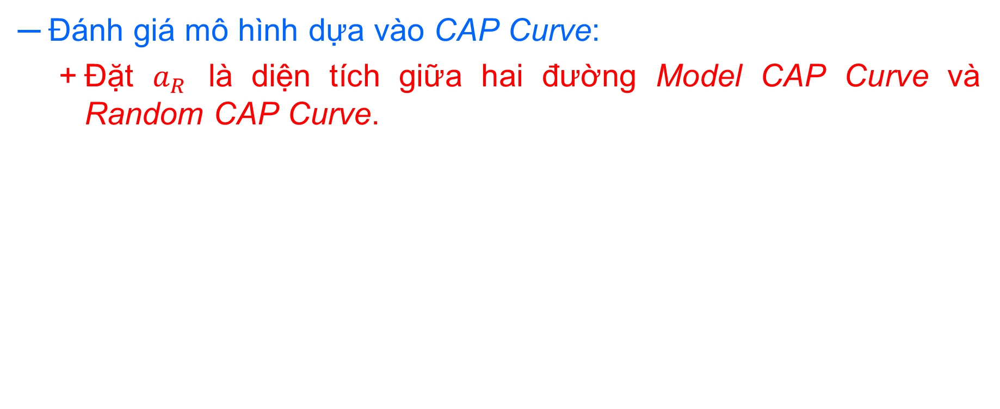 — Đánh giá mô hình dựa vào CAP Curve:
+ Đặt a_R là diện tích giữa hai đường Model CAP Curve và
Random CAP Curve.